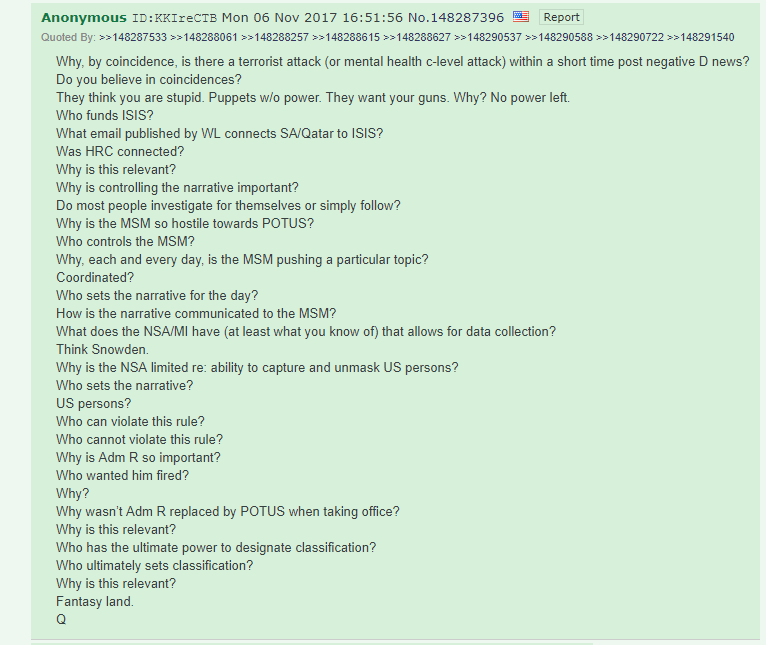 Anonymous ID:KKIreCTB Mon 06 Nov 2017 16:51:56 No.148287396 Report
Quoted By: >>148287533 >>148288061 >>148288257 >>148288615 >>148288627 >>148290537 >>148290588 >>148290722 >>148291540
Why, by coincidence, is there a terrorist attack (or mental health c-level attack) within a short time post negative D news?
Do you believe in coincidences?
They think you are stupid. Puppets w/o power. They want your guns. Why? No power left.
Who funds ISIS?
What email published by WL connects SA/Qatar to ISIS?
Was HRC connected?
Why is this relevant?
Why is controlling the narrative important?
Do most people investigate for themselves or simply follow?
Why is the MSM so hostile towards POTUS?
Who controls the MSM?
Why, each and every day, is the MSM pushing a particular topic?
Coordinated?
Who sets the narrative for the day?
How is the narrative communicated to the MSM?
What does the NSA/MI have (at least what you know of) that allows for data collection?
Think Snowden.
Why is the NSA limited re: ability to capture and unmask US persons?
Who sets the narrative?
US persons?
Who can violate this rule?
Who cannot violate this rule?
Why is Adm R so important?
Who wanted him fired?
Why?
Why wasn't Adm R replaced by POTUS when taking office?
Why is this relevant?
Who has the ultimate power to designate classification?
Who ultimately sets classification?
Why is this relevant?
Fantasy land.
Q